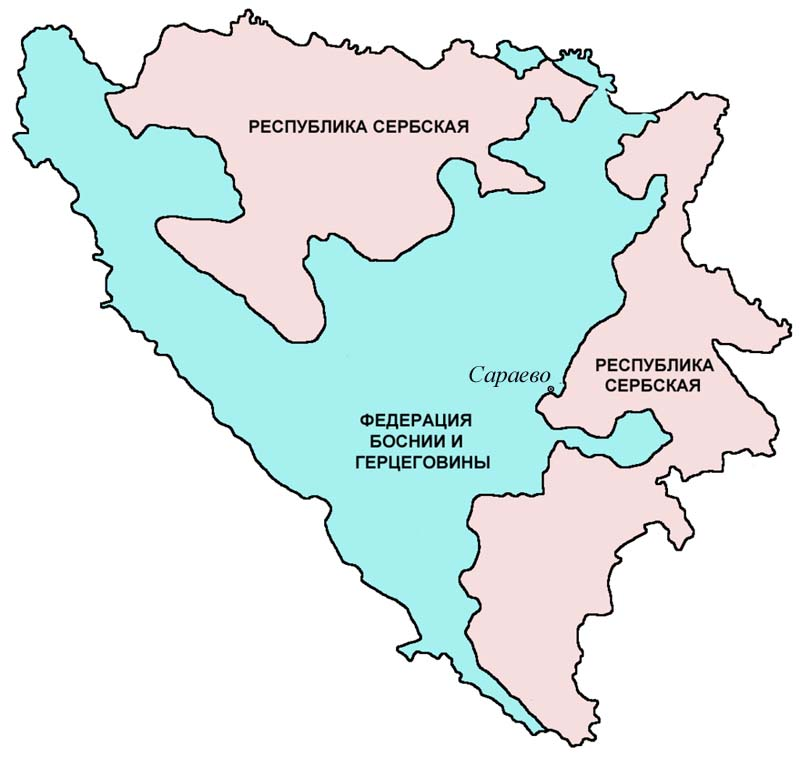 РЕСПУБЛИКА СЕРБСКАЯ
РЕСПУБЛИКА
СЕРБСКАЯ
Сараево
ФЕДЕРАЦИЯ
БОСНИИ И
ГЕРЦЕГОВИНЫ